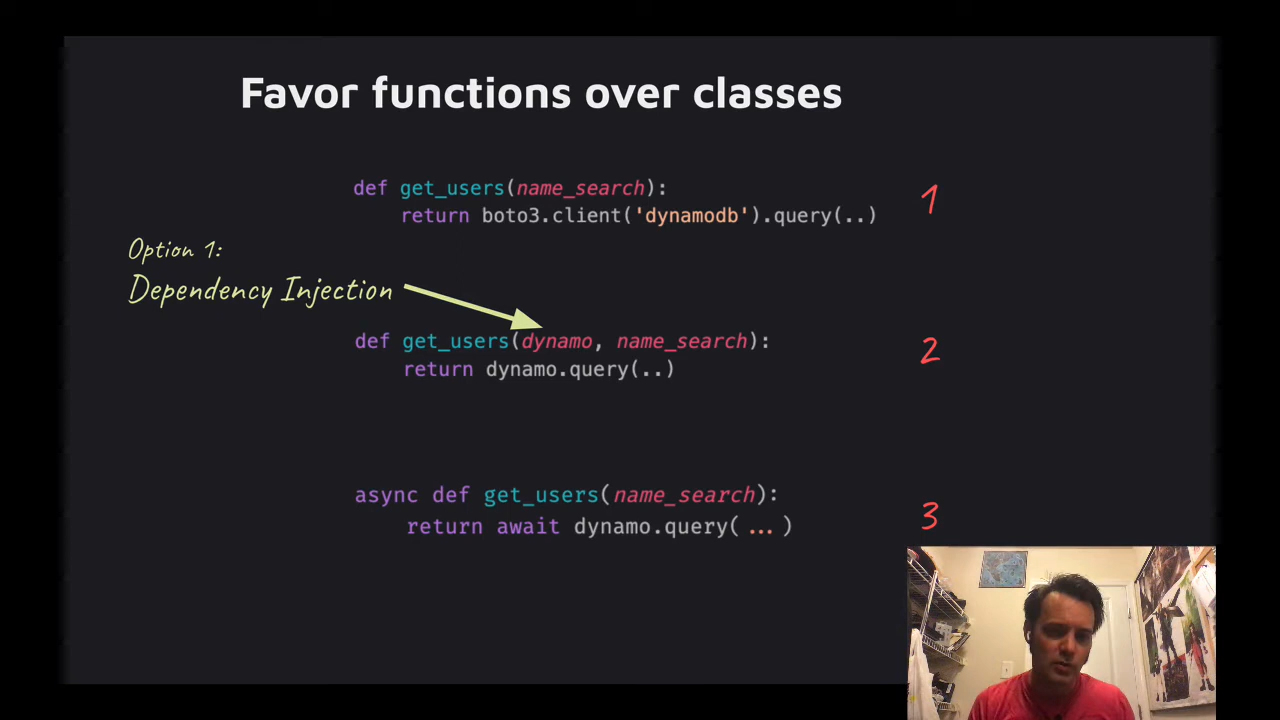 Favor functions over classes
def get_users(name_search):
return boto3.client('dynamodb').query(..)
1
Option 1:
Dependency Injection
def get_users(dynamo, name_search):
return dynamo.query(..)
2
async def get_users(name_search):
return await dynamo.query( ... )
3